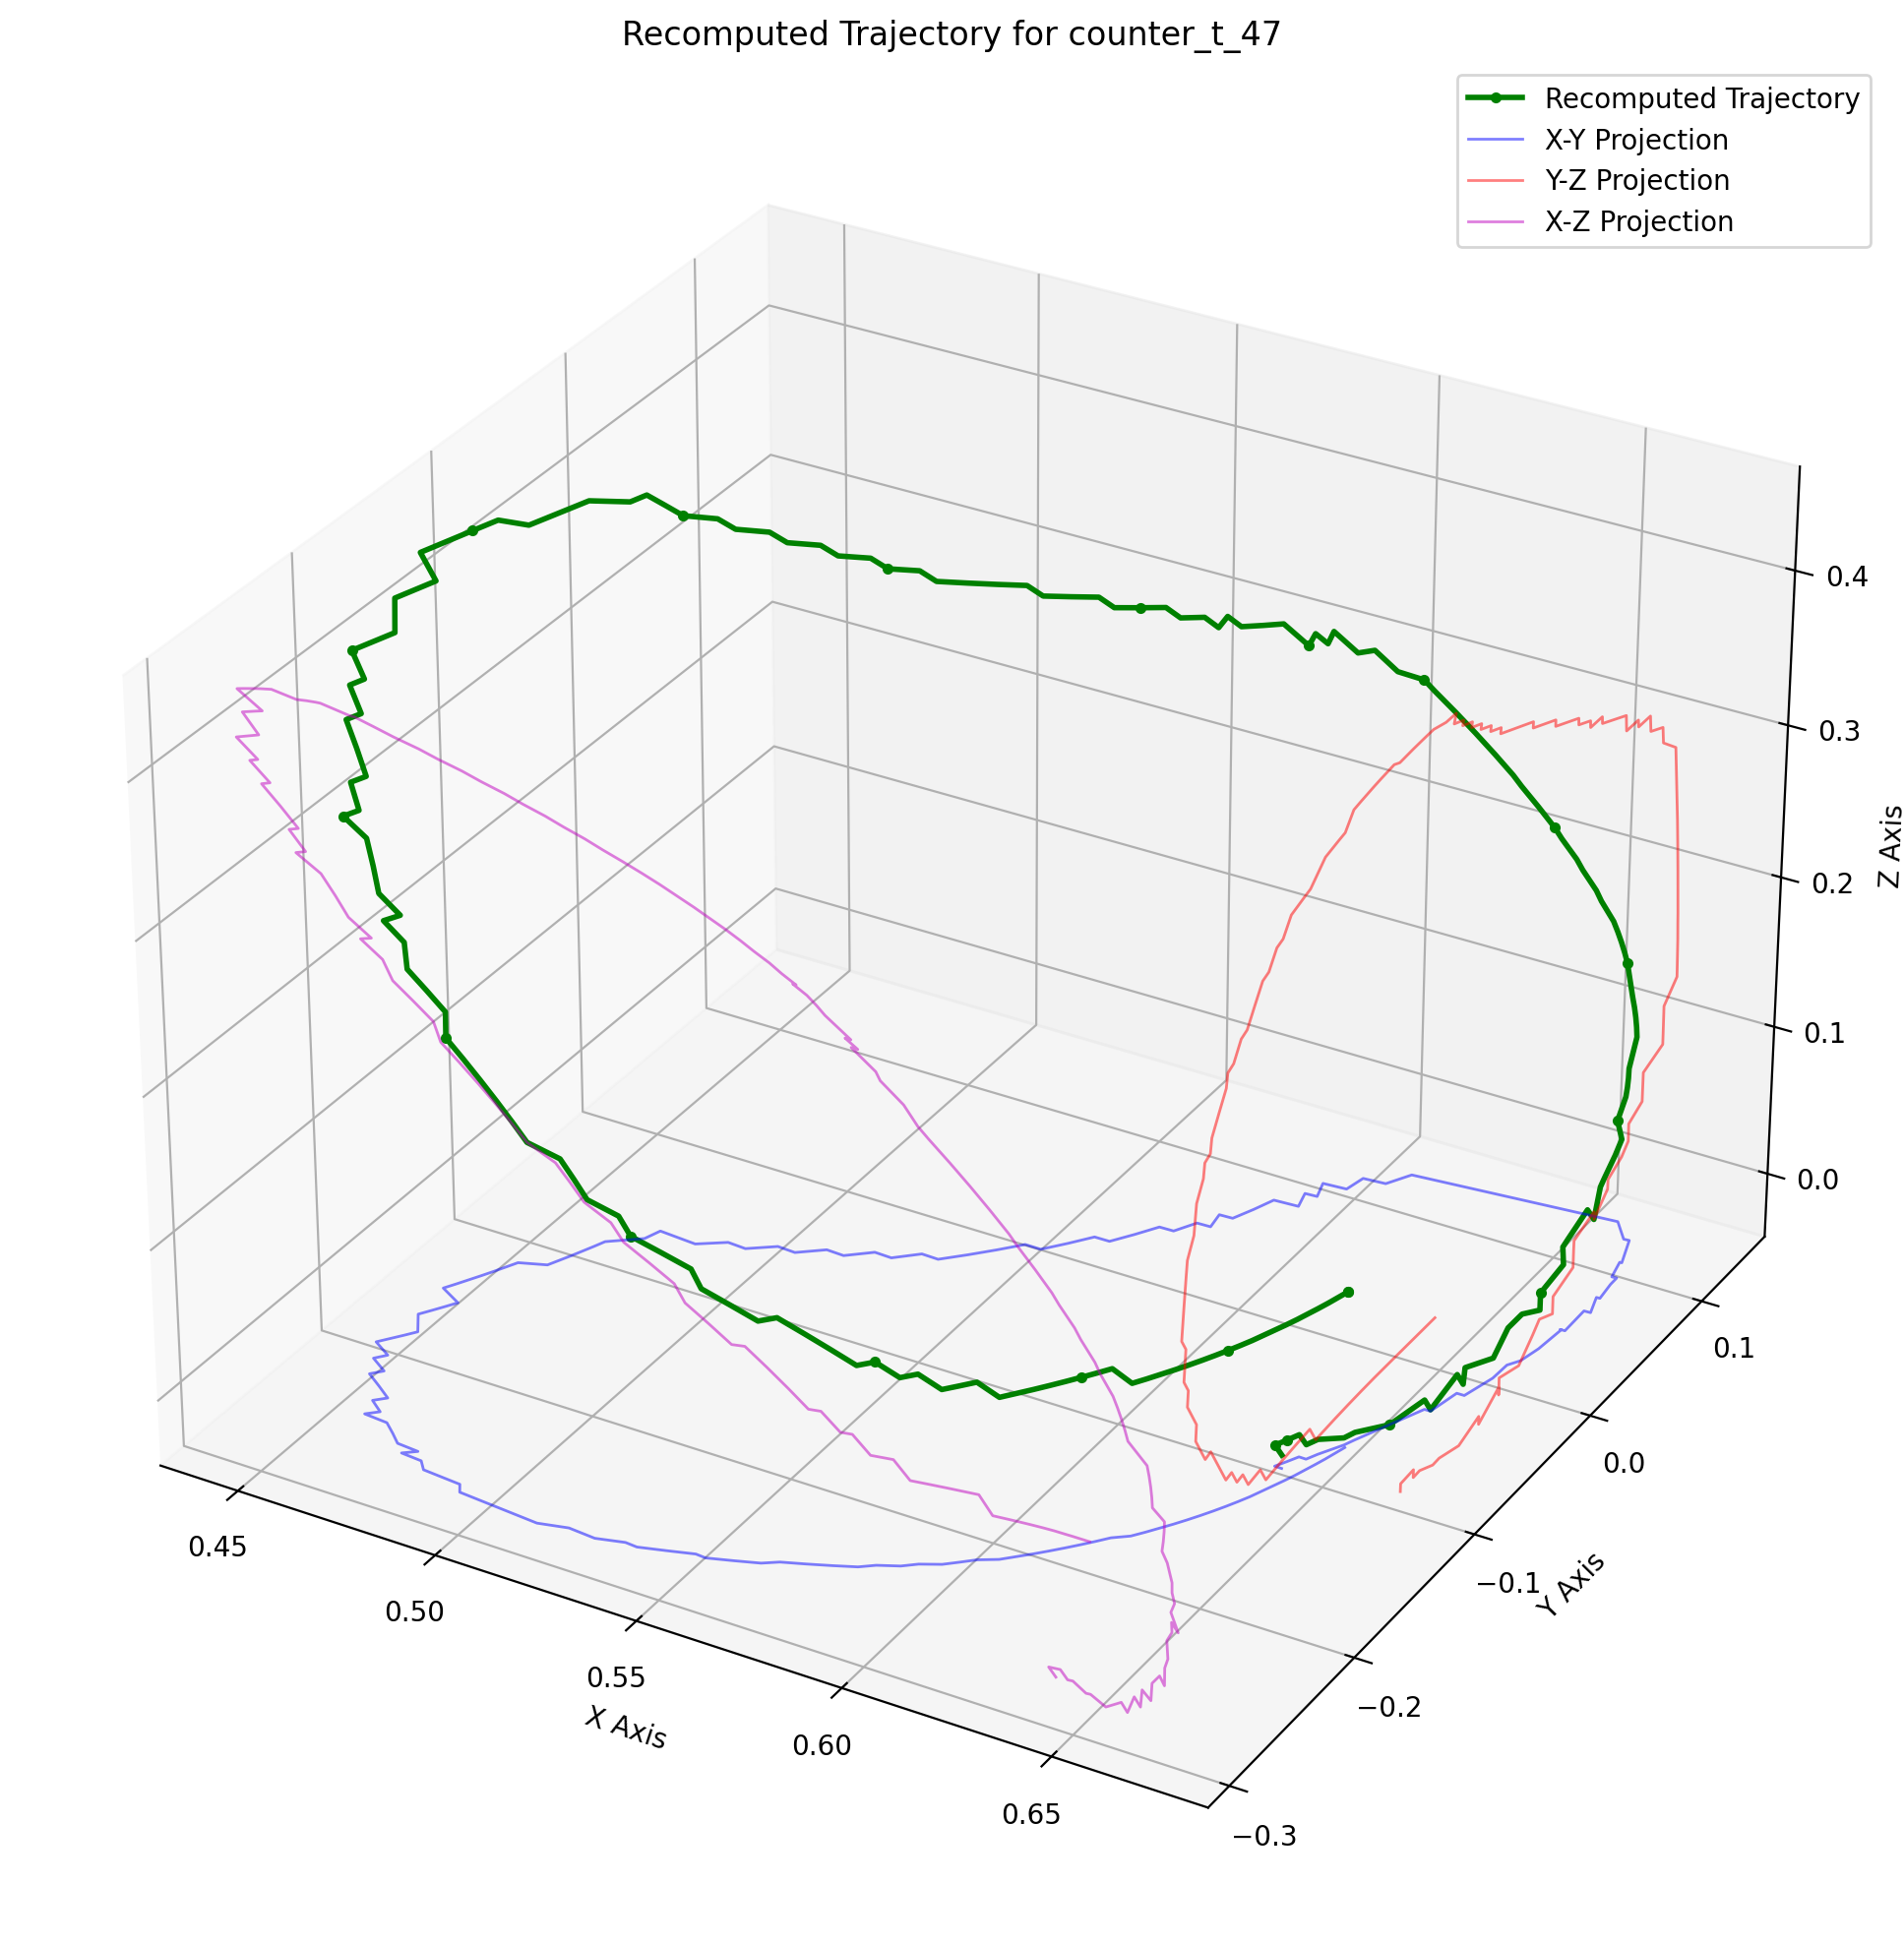 Recomputed Trajectory for counter_t_47
Recomputed Trajectory
X-Y Projection
Y-Z Projection
X-Z Projection
0.4
0.3
0.2
0.1
0.0
Z Axis
0.1
0.0
−0.1
−0.2
−0.3
Y Axis
0.45
0.50
0.55
0.60
0.65
X Axis